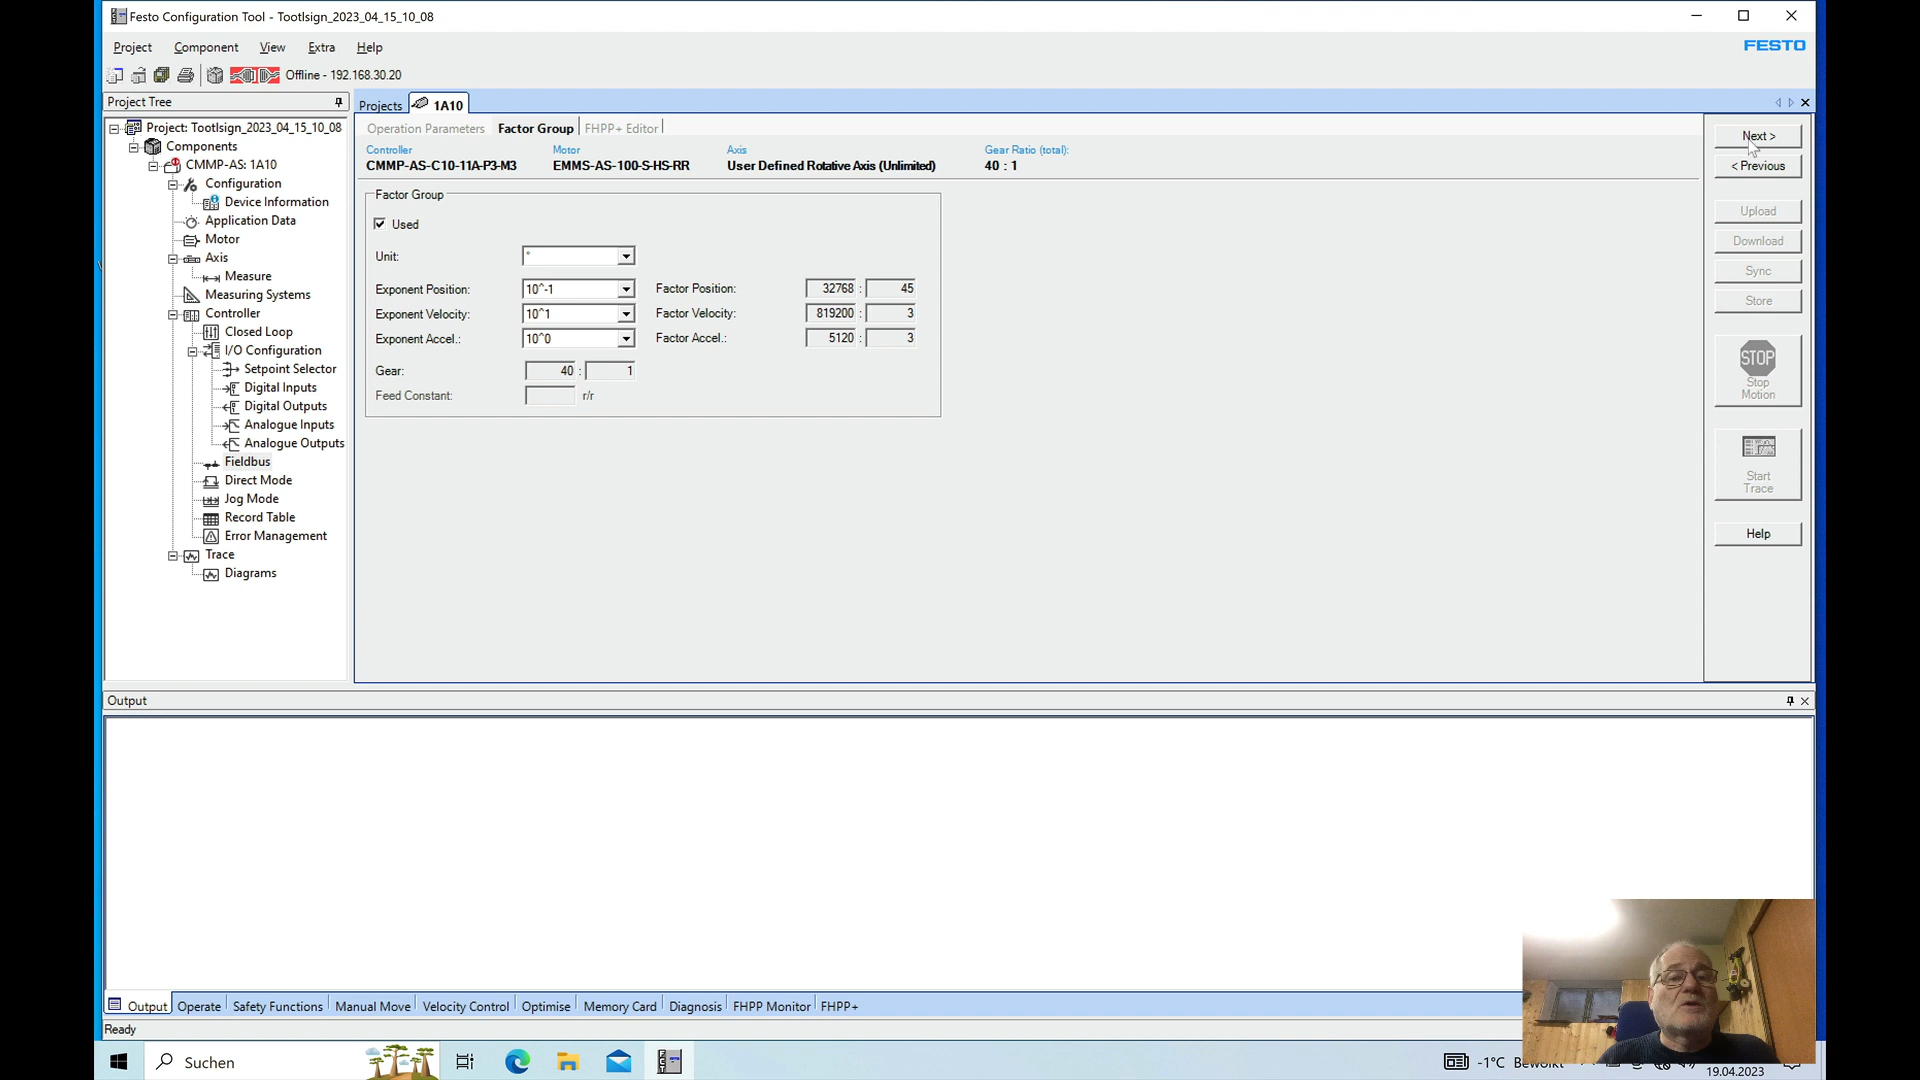 Festo Configuration Tool - Tootlsign_2023_04_15_10_08
Project Component View Extra Help
FESTO
Offline - 192.168.30.20
Project Tree
Project: Tootlsign_2023_04_15_10_08
Components
CMMP-AS: 1A10
Configuration
Device Information
Application Data
Motor
Axis
Measure
Measuring Systems
Controller
Closed Loop
I/O Configuration
Setpoint Selector
Digital Inputs
Digital Outputs
Analogue Inputs
Analogue Outputs
Fieldbus
Direct Mode
Jog Mode
Record Table
Error Management
Trace
Diagrams
Projects 1A10
Operation Parameters Factor Group FHPP+ Editor
Controller Motor Axis Gear Ratio (total):
CMMP-AS-C10-11A-P3-M3 EMMS-AS-100-S-HS-RR User Defined Rotative Axis (Unlimited) 40 : 1
Factor Group
Used
Unit: °
Exponent Position: 10^-1 Factor Position: 32768 : 45
Exponent Velocity: 10^1 Factor Velocity: 819200 : 3
Exponent Accel.: 10^0 Factor Accel.: 5120 : 3
Gear: 40 : 1
Feed Constant: r/r
Next >
< Previous
Upload
Download
Sync
Store
STOP
Stop
Motion
Start
Trace
Help
Output
Output Operate Safety Functions Manual Move Velocity Control Optimise Memory Card Diagnosis FHPP Monitor FHPP+
Ready
Suchen
-1°C Bewölkt
19.04.2023